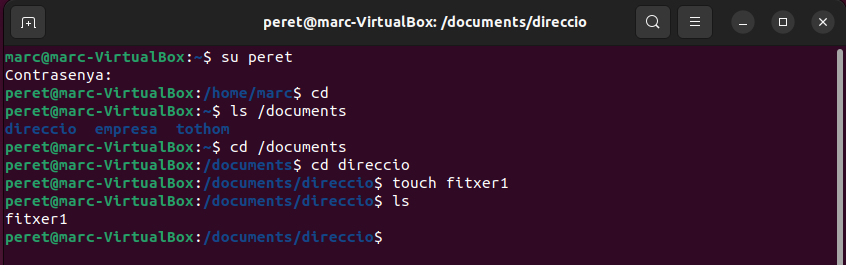 peret@marc-VirtualBox: /documents/direccio
marc@marc-VirtualBox:~$ su peret
Contrasenya:
peret@marc-VirtualBox:/home/marc$ cd
peret@marc-VirtualBox:~$ ls /documents
direccio  empresa  tothom
peret@marc-VirtualBox:~$ cd /documents
peret@marc-VirtualBox:/documents$ cd direccio
peret@marc-VirtualBox:/documents/direccio$ touch fitxer1
peret@marc-VirtualBox:/documents/direccio$ ls
fitxer1
peret@marc-VirtualBox:/documents/direccio$